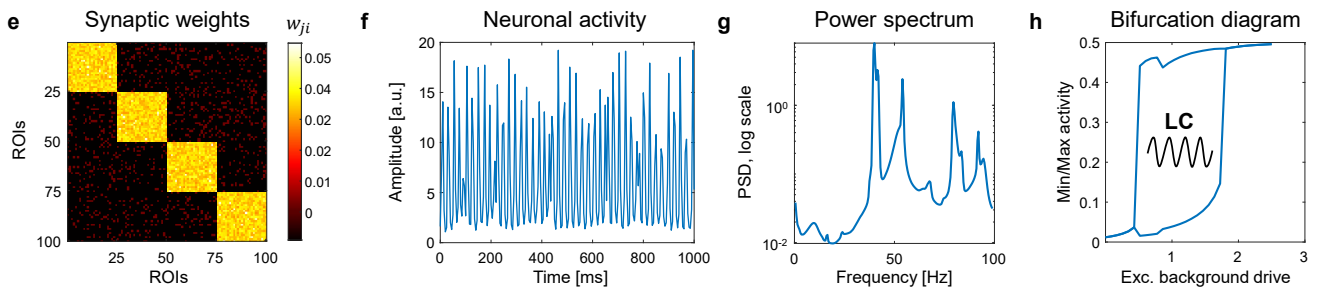 e Synaptic weights w_ji
25
50
75
100
ROIs
25 50 75 100
ROIs
0.05
0.04
0.02
0.02
0.01
0
f Neuronal activity
20
15
10
5
0
Amplitude [a.u.]
0 200 400 600 800 1000
Time [ms]
g Power spectrum
10^0
10^-2
PSD, log scale
0 50 100
Frequency [Hz]
h Bifurcation diagram
0.5
0.4
0.3
0.2
0.1
0
Min/Max activity
LC
1 2 3
Exc. background drive